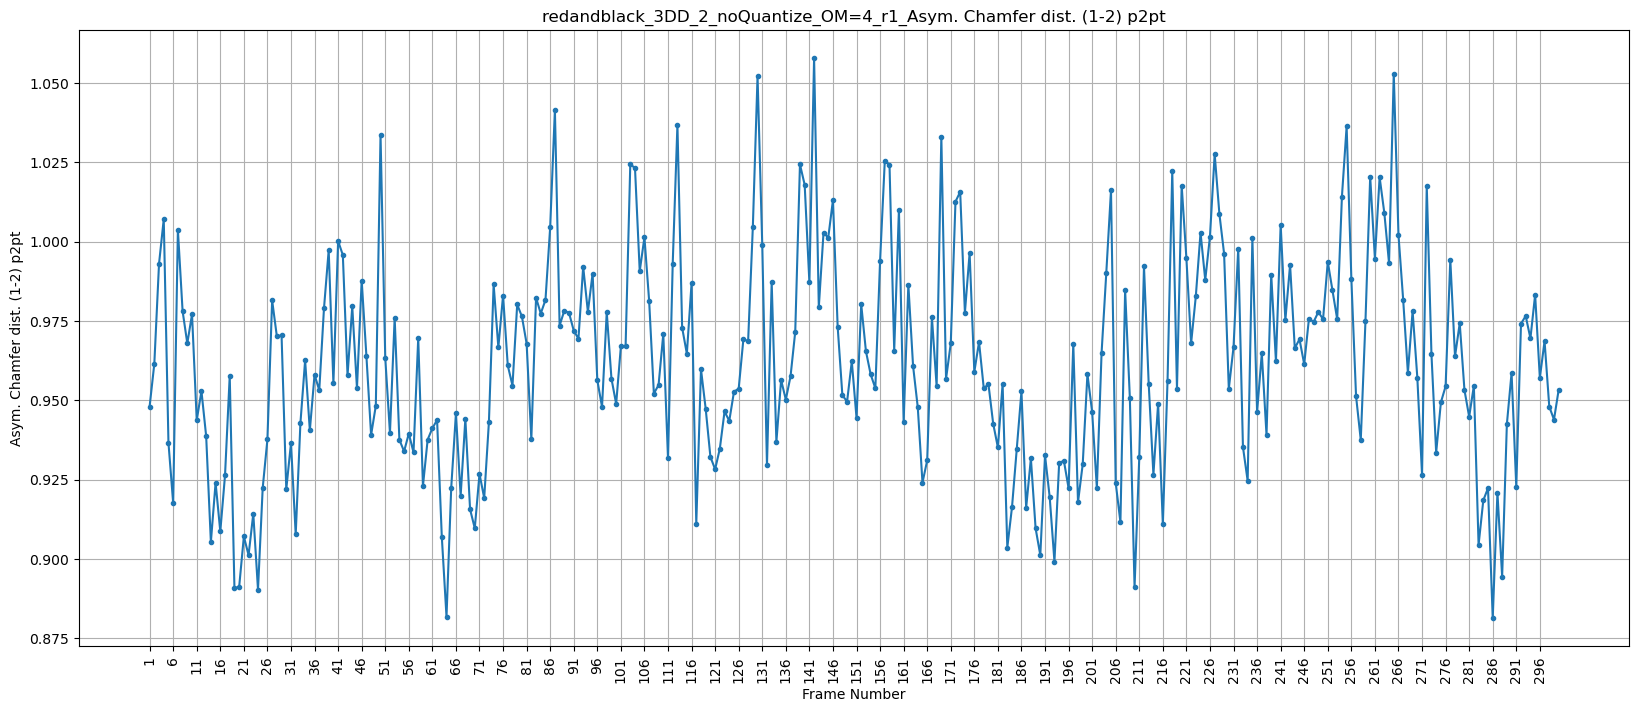 redandblack_3DD_2_noQuantize_OM=4_r1_Asym. Chamfer dist. (1-2) p2pt
Asym. Chamfer dist. (1-2) p2pt
1.050
1.025
1.000
0.975
0.950
0.925
0.900
0.875
1 6 11 16 21 26 31 36 41 46 51 56 61 66 71 76 81 86 91 96 101 106 111 116 121 126 131 136 141 146 151 156 161 166 171 176 181 186 191 196 201 206 211 216 221 226 231 236 241 246 251 256 261 266 271 276 281 286 291 296
Frame Number